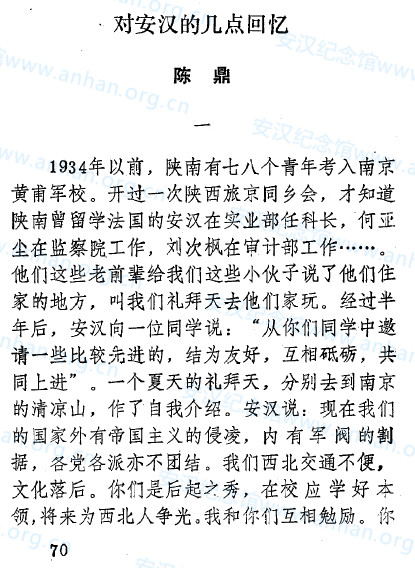 对安汉的几点回忆
陈鼎
一
1934年以前，陕南有七八个青年考入南京
黄甫军校。开过一次陕西旅京同乡会，才知道
陕南曾留学法国的安汉在实业部任科长，何亚
尘在监察院工作，刘次枫在审计部工作……。
他们这些老前辈给我们这些小伙子说了他们住
家的地方，叫我们礼拜天去他们家玩。经过半
年后，安汉向一位同学说：“从你们同学中邀
请一些比较先进的，结为友好，互相砥砺，共
同上进”。一个夏天的礼拜天，分别去到南京
的清凉山，作了自我介绍。安汉说：现在我们
的国家外有帝国主义的侵凌，内有军阀的割
据，各党各派亦不团结。我们西北交通不便，
文化落后。你们是后起之秀，在校应学好本
领，将来为西北人争光。我和你们互相勉励。你
70
安汉纪念馆www.anhan.org.cn